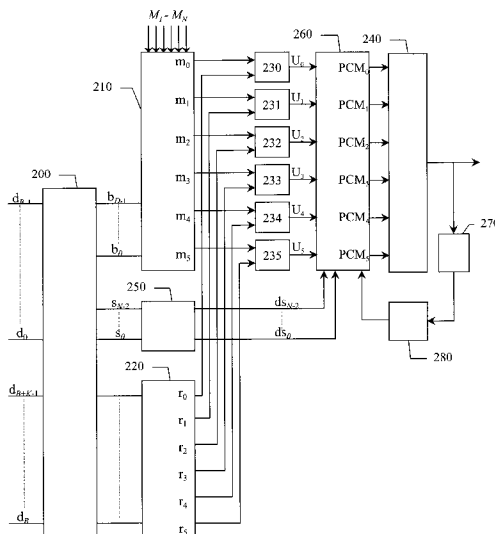 M1 - MN
260
240
210
m0
230
U0
PCM0
m1
231
U1
PCM1
m2
232
U2
PCM2
m3
233
U3
PCM3
m4
234
U4
PCM4
m5
235
U5
PCM5
200
dB-1
bD-1
b0
270
250
sN-2
dsN-2
s0
ds0
d0
280
220
dB+K-1
r0
r1
r2
r3
r4
dB
r5